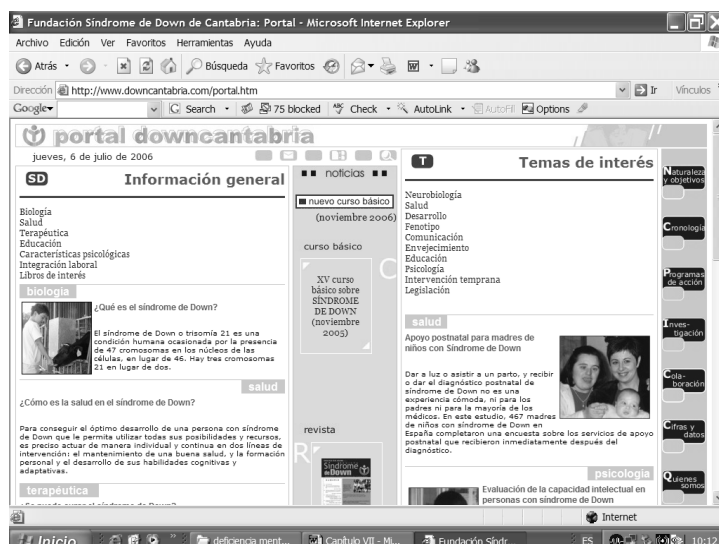 Fundación Síndrome de Down de Cantabria: Portal - Microsoft Internet Explorer
Archivo Edición Ver Favoritos Herramientas Ayuda
Atrás Búsqueda Favoritos
Dirección http://www.downcantabria.com/portal.htm Ir Vínculos
Google Search 75 blocked Check AutoLink AutoFill Options
portal downcantabria
jueves, 6 de julio de 2006
SD Información general
Biología
Salud
Terapéutica
Educación
Características psicológicas
Integración laboral
Libros de interés
biología
¿Qué es el síndrome de Down?
El síndrome de Down o trisomía 21 es una
condición humana ocasionada por la presencia
de 47 cromosomas en los núcleos de las
células, en lugar de 46. Hay tres cromosomas
21 en lugar de dos.
salud
¿Cómo es la salud en el síndrome de Down?
Para conseguir el óptimo desarrollo de una persona con síndrome
de Down que le permita utilizar todas sus posibilidades y recursos,
es preciso actuar de manera individual y continua en dos líneas de
intervención: el mantenimiento de una buena salud, y la formación
personal y el desarrollo de sus habilidades cognitivas y
adaptativas.
terapéutica
noticias
nuevo curso básico
(noviembre 2006)
curso básico
C
XV curso
básico sobre
SÍNDROME
DE DOWN
(noviembre
2005)
revista
R
Síndrome
de Down
T Temas de interés
Neurobiología
Salud
Desarrollo
Fenotipo
Comunicación
Envejecimiento
Educación
Psicología
Intervención temprana
Legislación
salud
Apoyo postnatal para madres de
niños con Síndrome de Down
Dar a luz o asistir a un parto, y recibir
o dar el diagnóstico postnatal de
síndrome de Down no es una
experiencia cómoda, ni para los
padres ni para la mayoría de los
médicos. En este estudio, 467 madres
de niños con síndrome de Down en
España completaron una encuesta sobre los servicios de apoyo
postnatal que recibieron inmediatamente después del
diagnóstico.
psicología
Evaluación de la capacidad intelectual en
personas con síndrome de Down
Naturaleza
y objetivos
Cronología
Programas
de acción
Inves-
tigación
Cola-
boración
Cifras y
datos
Quienes
somos
Internet
Inicio deficiencia ment... Capítulo VII - Mi... Fundación Síndr... ES 10:12